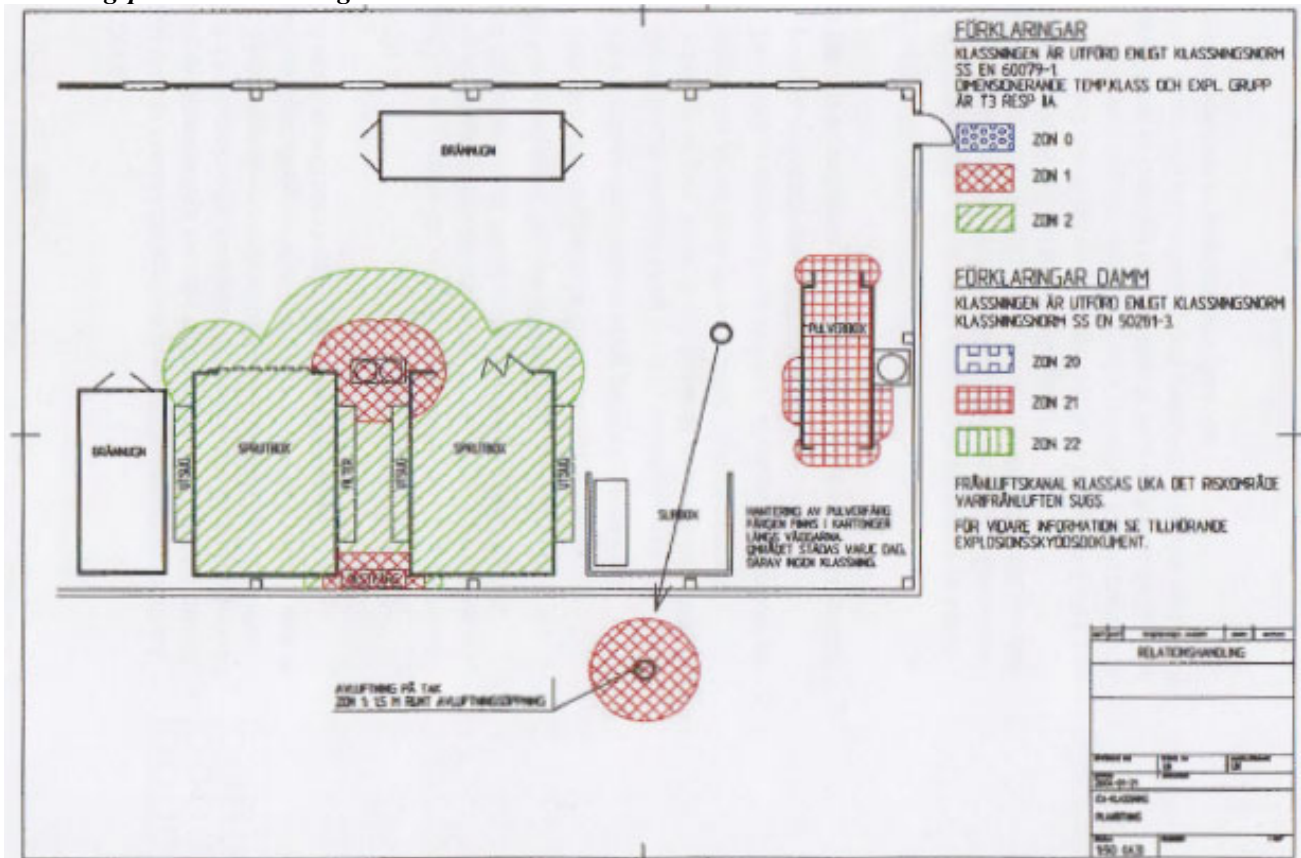 FÖRKLARINGAR
KLASSNINGEN ÄR UTFÖRD ENLIGT KLASSNINGSNORM
SS EN 60079-1
DIMENSIONERANDE TEMP.KLASS OCH EXPL. GRUPP
ÄR T3 RESP IIA.
ZON 0
ZON 1
ZON 2
FÖRKLARINGAR DAMM
KLASSNINGEN ÄR UTFÖRD ENLIGT KLASSNINGSNORM
KLASSNINGSNORM SS EN 50281-3.
ZON 20
ZON 21
ZON 22
FRÅNLUFTSKANAL KLASSAS LIKA DET RISKOMRÅDE
VARIFRÅNLUFTEN SUGS.
FÖR VIDARE INFORMATION SE TILLHÖRANDE
EXPLOSIONSSKYDDSDOKUMENT.
BRÄNNUGN
PULVERBOX
BRÄNNUGN
UTSUG
SPRUTBOX
FILTER
UTSUG
SPRUTBOX
UTSUG
SLIPBOX
HANTERING AV PULVERFÄRG
FÄRGEN FINNS I KARTONGER
LÄNGS VÄGGARNA.
OMRÅDET STÄDAS VARJE DAG,
DÄRAV INGEN KLASSNING.
RESTFÄRG
AVLUFTNING PÅ TAK
ZON 1: 1,5 M RUNT AVLUFTNINGSÖPPNING
RELATIONSHANDLING
PLANRITNING
1:50 (A3)